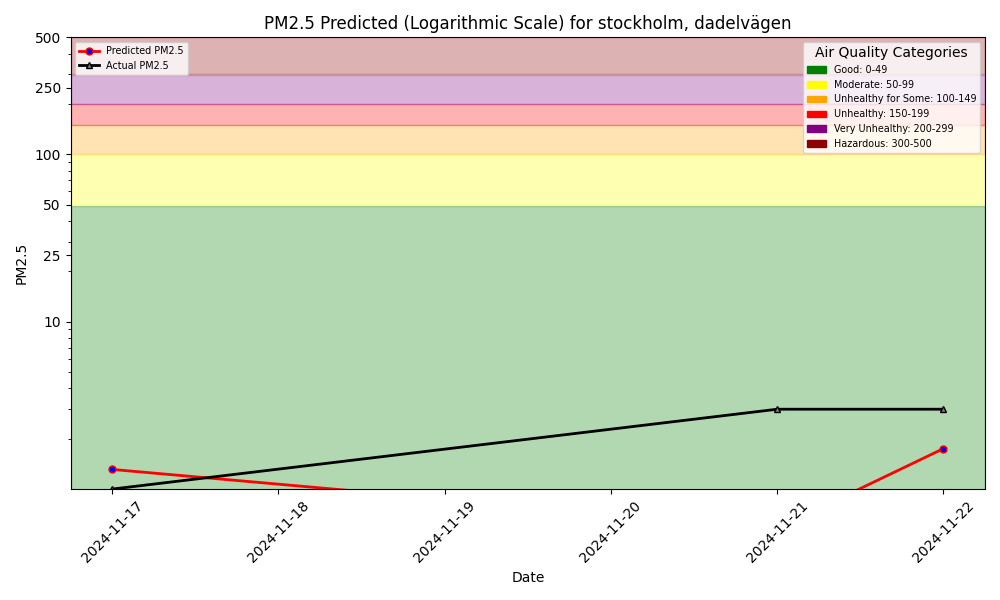 PM2.5 Predicted (Logarithmic Scale) for stockholm, dadelvägen
500
250
100
50
25
10
PM2.5
Predicted PM2.5
Actual PM2.5
Air Quality Categories
Good: 0-49
Moderate: 50-99
Unhealthy for Some: 100-149
Unhealthy: 150-199
Very Unhealthy: 200-299
Hazardous: 300-500
2024-11-17
2024-11-18
2024-11-19
2024-11-20
2024-11-21
2024-11-22
Date